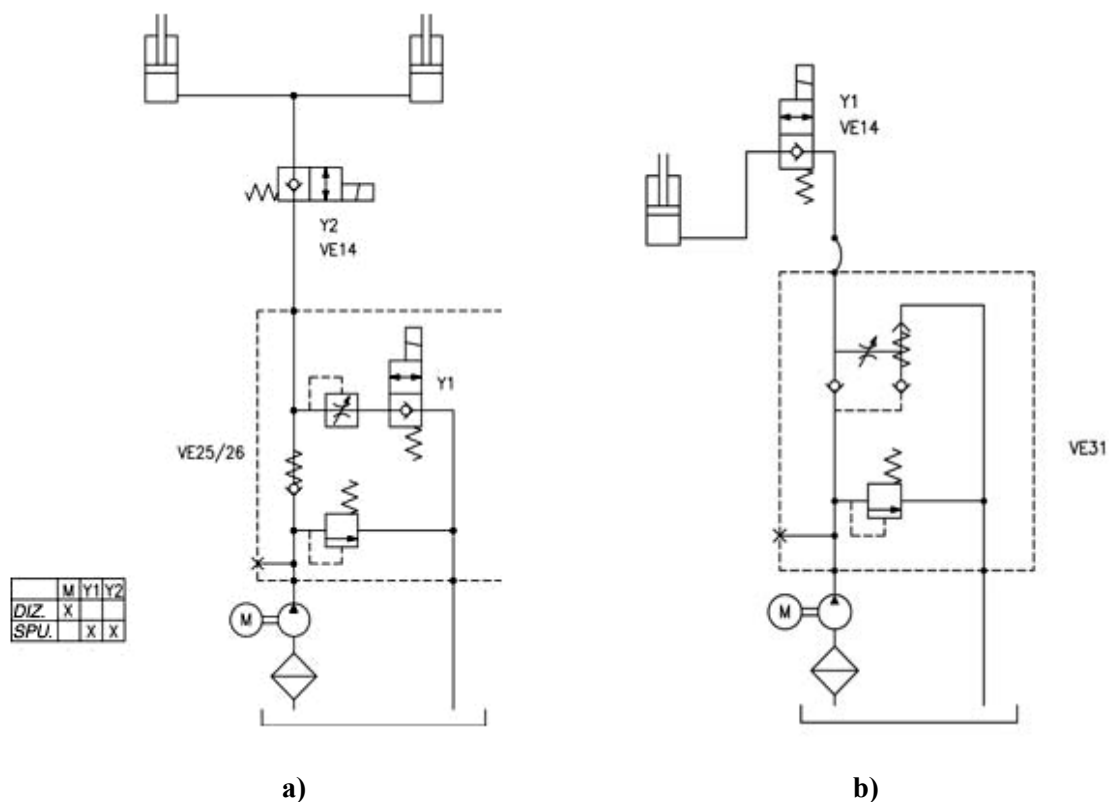 Y2
VE14
Y1
VE25/26
M Y1 Y2
DIZ. X
SPU. X X
M
a)
Y1
VE14
VE31
M
b)